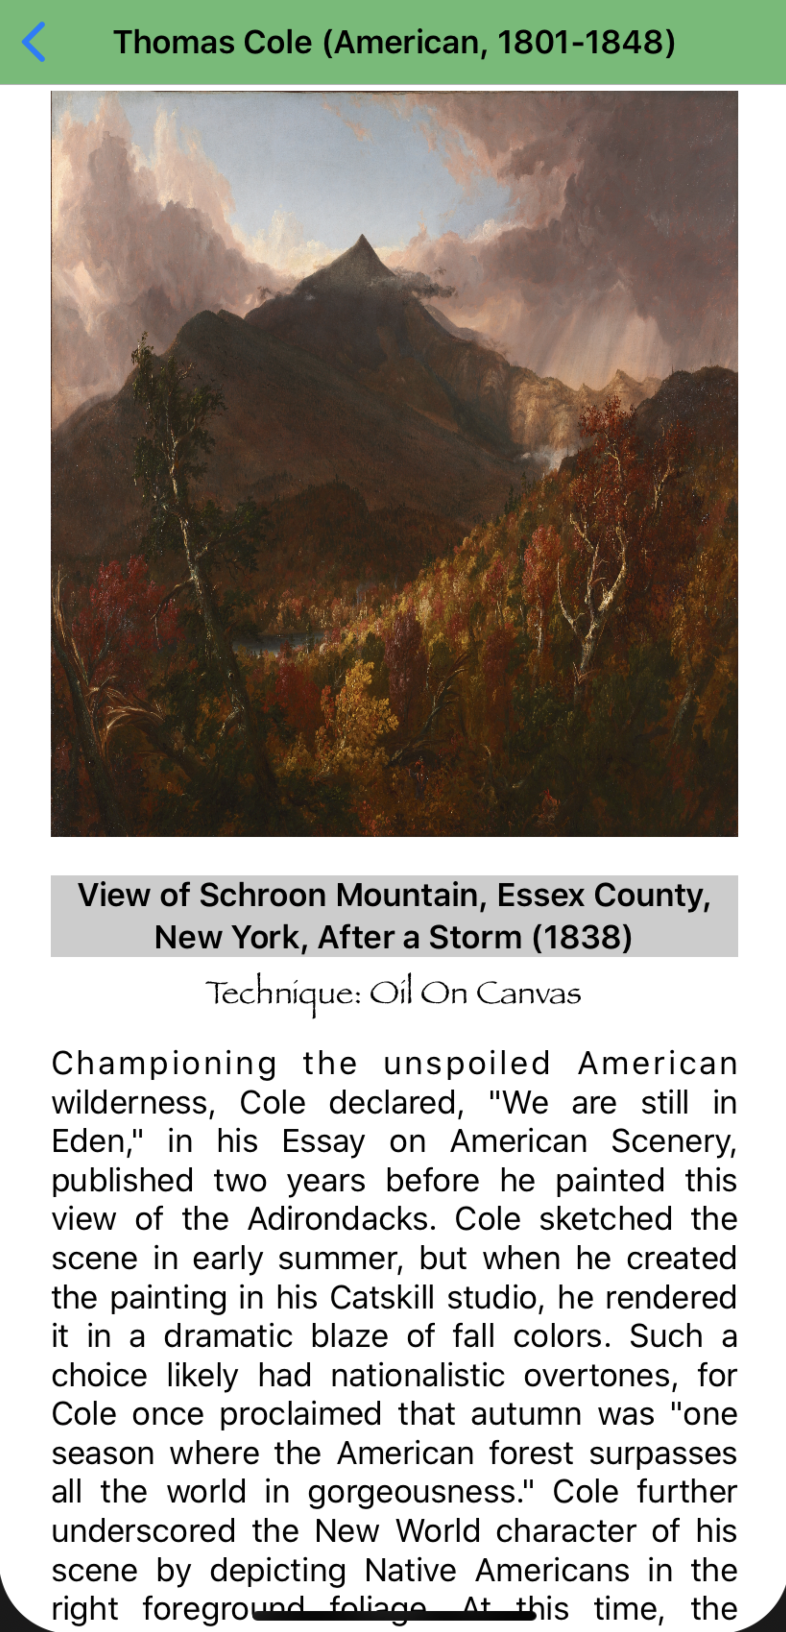 Thomas Cole (American, 1801-1848)
View of Schroon Mountain, Essex County,
New York, After a Storm (1838)
Technique: Oil On Canvas
Championing the unspoiled American
wilderness, Cole declared, "We are still in
Eden," in his Essay on American Scenery,
published two years before he painted this
view of the Adirondacks. Cole sketched the
scene in early summer, but when he created
the painting in his Catskill studio, he rendered
it in a dramatic blaze of fall colors. Such a
choice likely had nationalistic overtones, for
Cole once proclaimed that autumn was "one
season where the American forest surpasses
all the world in gorgeousness." Cole further
underscored the New World character of his
scene by depicting Native Americans in the
right foreground foliage. At this time, the